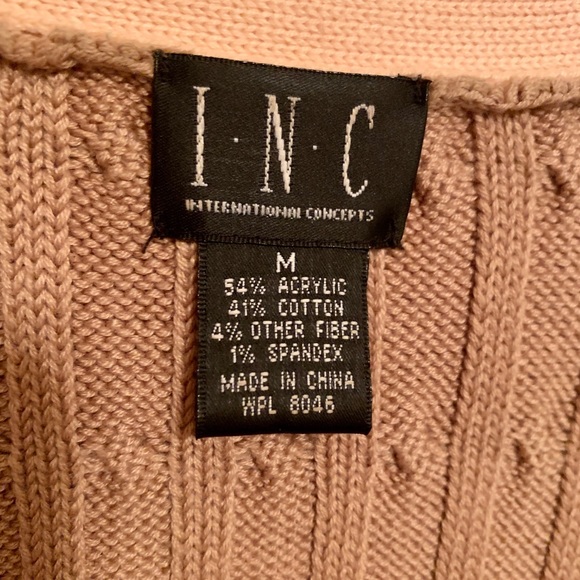 I·N·C
INTERNATIONAL CONCEPTS
M
54% ACRYLIC
41% COTTON
4% OTHER FIBER
1% SPANDEX
MADE IN CHINA
WPL 8046